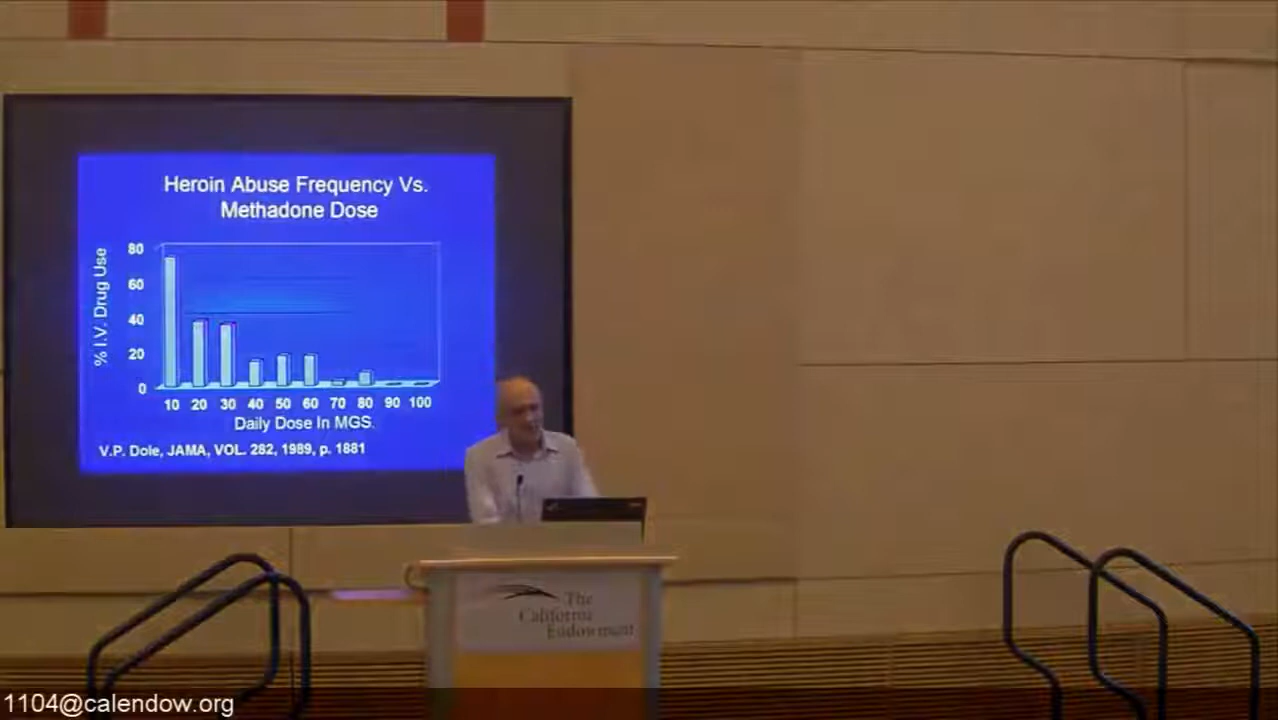 Heroin Abuse Frequency Vs.
Methadone Dose
% I.V. Drug Use
80
60
40
20
0
10 20 30 40 50 60 70 80 90 100
Daily Dose In MGS.
V.P. Dole, JAMA, VOL. 282, 1989, p. 1881
The
California
Endowment
1104@calendow.org